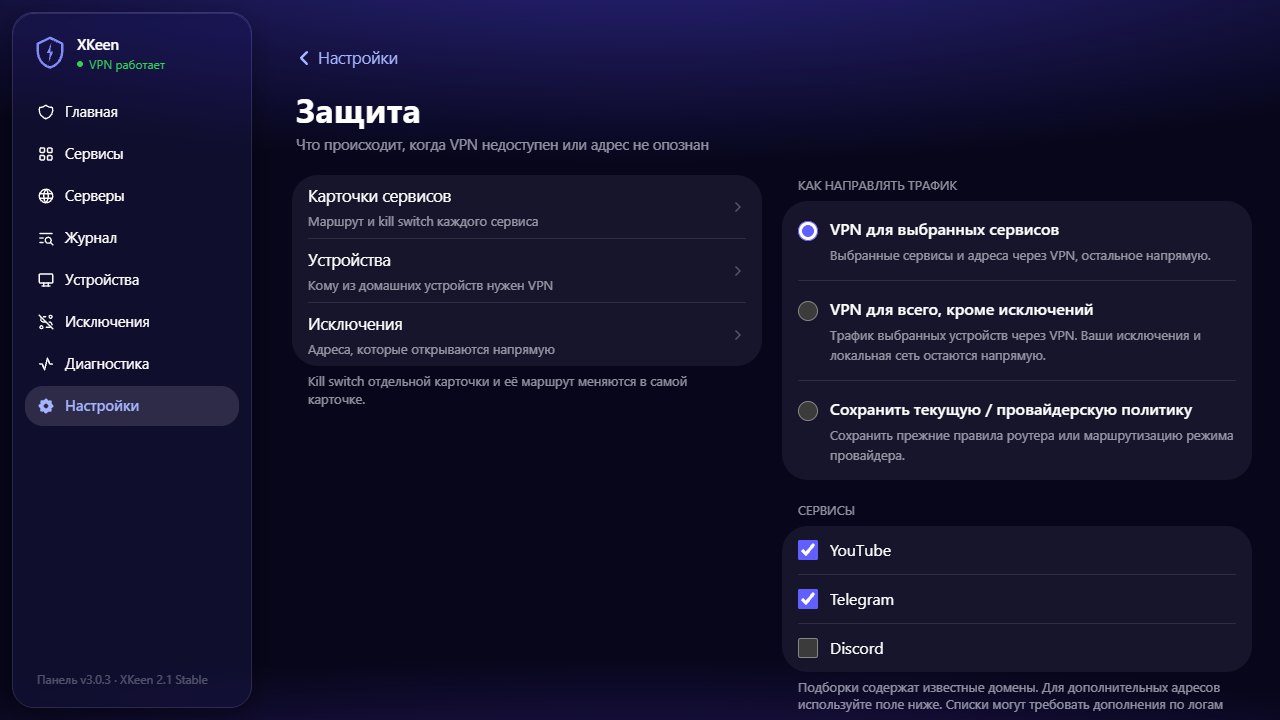 XKeen
VPN работает
Главная
Сервисы
Серверы
Журнал
Устройства
Исключения
Диагностика
Настройки
Панель v3.0.3 · XKeen 2.1 Stable
Настройки
Защита
Что происходит, когда VPN недоступен или адрес не опознан
Карточки сервисов
Маршрут и kill switch каждого сервиса
Устройства
Кому из домашних устройств нужен VPN
Исключения
Адреса, которые открываются напрямую
Kill switch отдельной карточки и её маршрут меняются в самой
карточке.
КАК НАПРАВЛЯТЬ ТРАФИК
VPN для выбранных сервисов
Выбранные сервисы и адреса через VPN, остальное напрямую.
VPN для всего, кроме исключений
Трафик выбранных устройств через VPN. Ваши исключения и
локальная сеть остаются напрямую.
Сохранить текущую / провайдерскую политику
Сохранить прежние правила роутера или маршрутизацию режима
провайдера.
СЕРВИСЫ
YouTube
Telegram
Discord
Подборки содержат известные домены. Для дополнительных адресов
используйте поле ниже. Списки могут требовать дополнения по логам